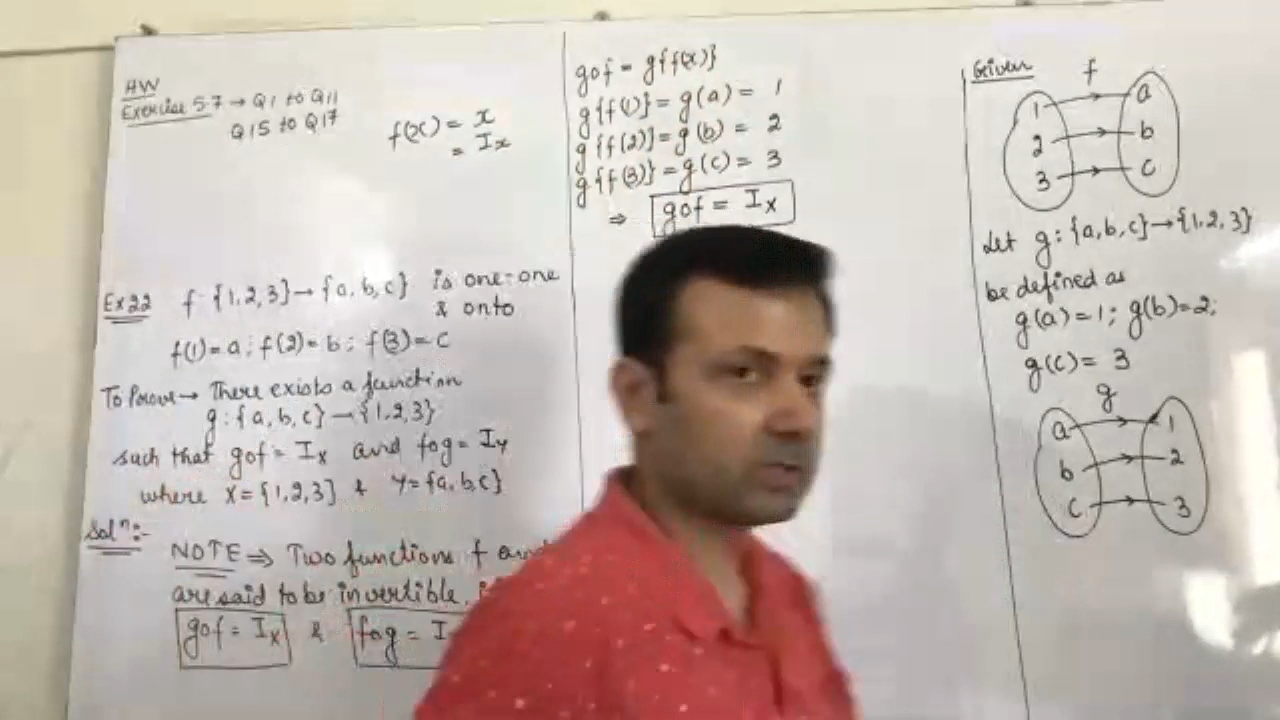 HW
Exercise 5.7 → Q1 to Q11
Q15 to Q17
f(x) = x
= Ix
Ex 22 f: {1,2,3} → {a,b,c} is one-one
& onto
f(1)=a; f(2)=b; f(3)=c
To Prove → There exists a function
g: {a,b,c} → {1,2,3}
such that gof = Ix and fog = Iy
where X={1,2,3} & Y={a,b,c}
Solⁿ:-
NOTE ⇒ Two functions f
are said to be invertible
gof = Ix & fog = I
gof = g{f(x)}
g{f(1)} = g(a) = 1
g{f(2)} = g(b) = 2
g{f(3)} = g(c) = 3
⇒ gof = Ix
Given f
1 a
2 b
3 c
Let g: {a,b,c} → {1,2,3}
be defined as
g(a)=1; g(b)=2;
g(c) = 3
g
a 1
b 2
c 3